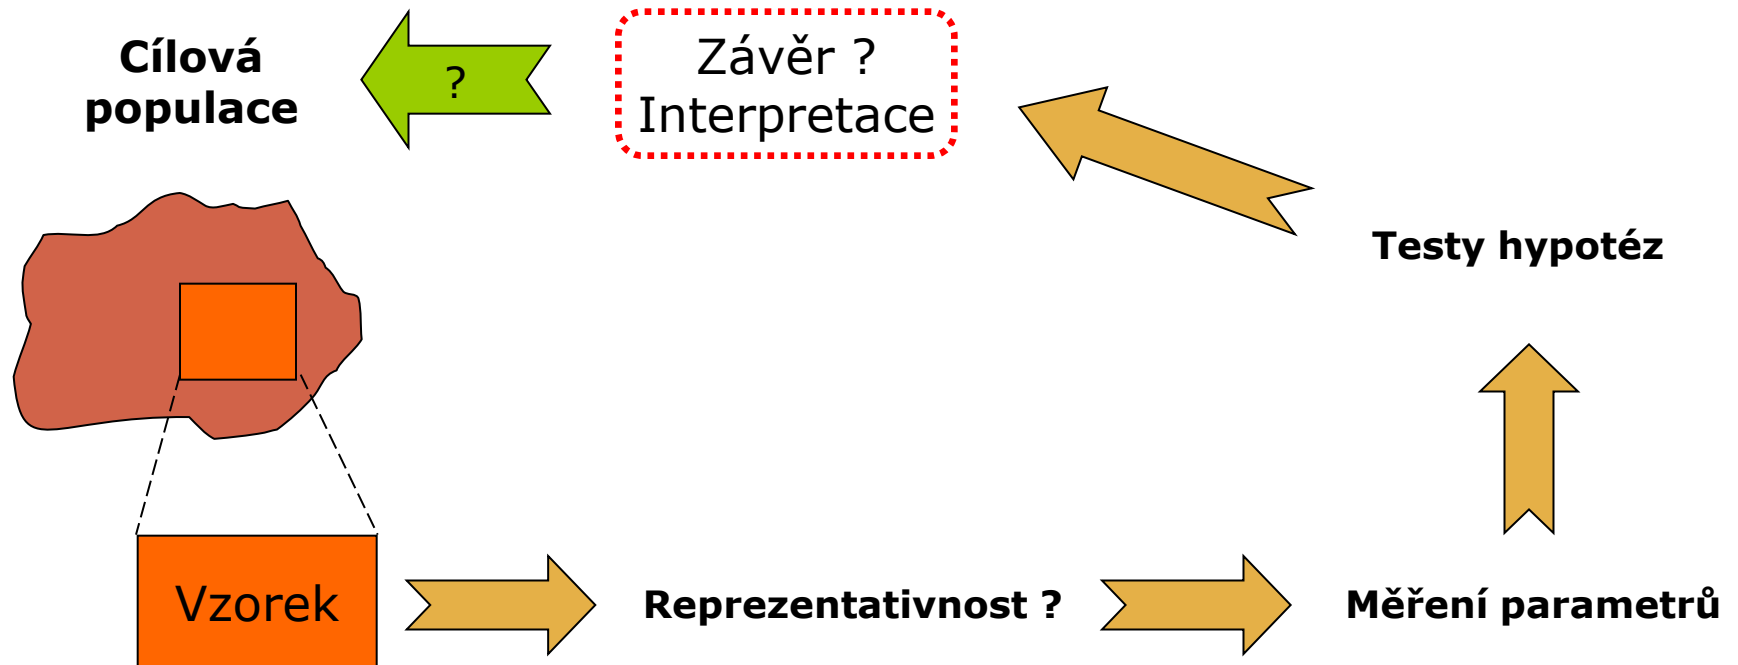 Cílová
populace
?
Závěr ?
Interpretace
Testy hypotéz
Vzorek
Reprezentativnost ?
Měření parametrů